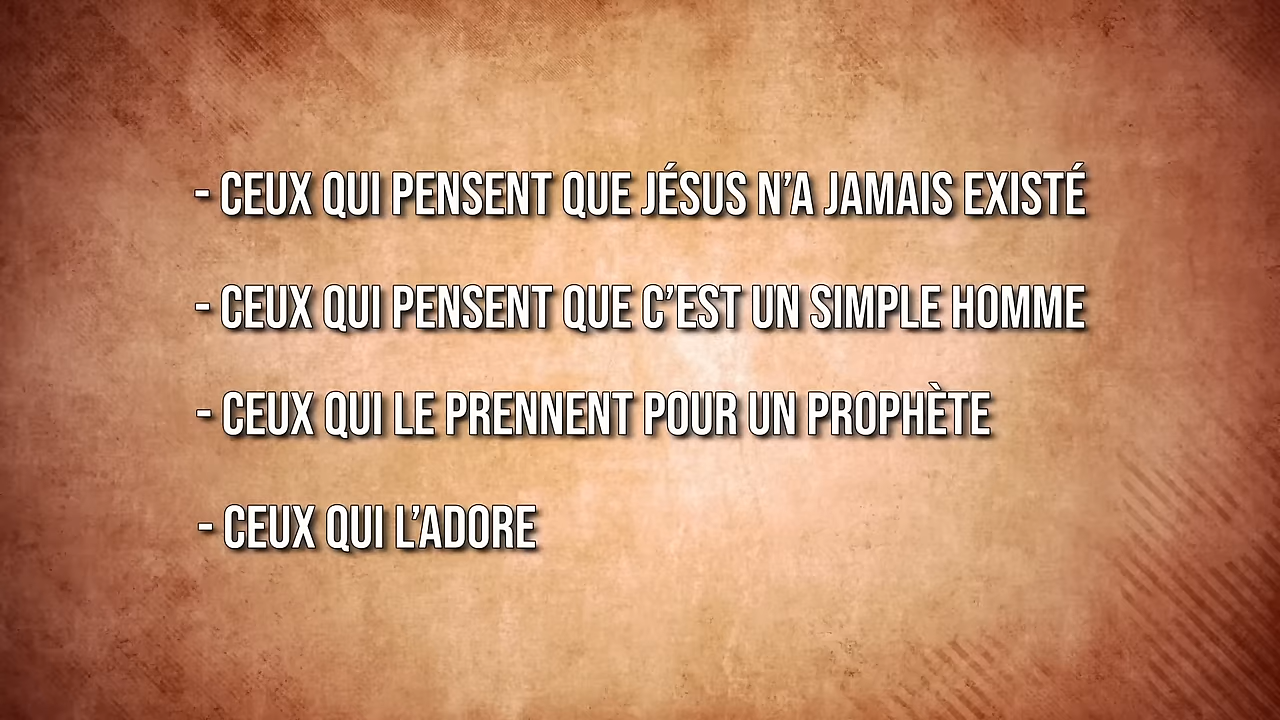 - CEUX QUI PENSENT QUE JÉSUS N’A JAMAIS EXISTÉ
- CEUX QUI PENSENT QUE C’EST UN SIMPLE HOMME
- CEUX QUI LE PRENNENT POUR UN PROPHÈTE
- CEUX QUI L’ADORE